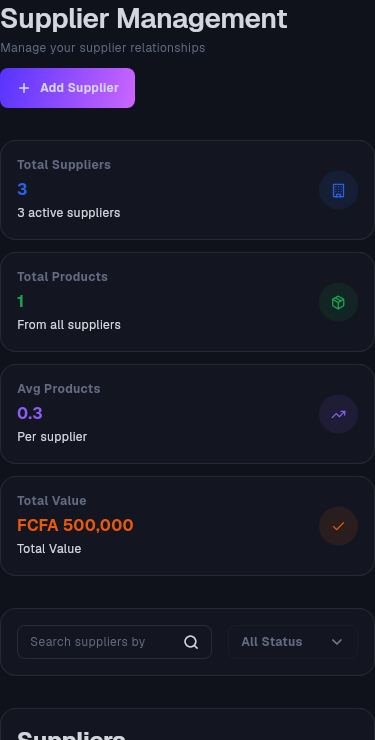 Supplier Management
Manage your supplier relationships
Add Supplier
Total Suppliers
3
3 active suppliers
Total Products
1
From all suppliers
Avg Products
0.3
Per supplier
Total Value
FCFA 500,000
Total Value
Search suppliers by
All Status
Suppliers